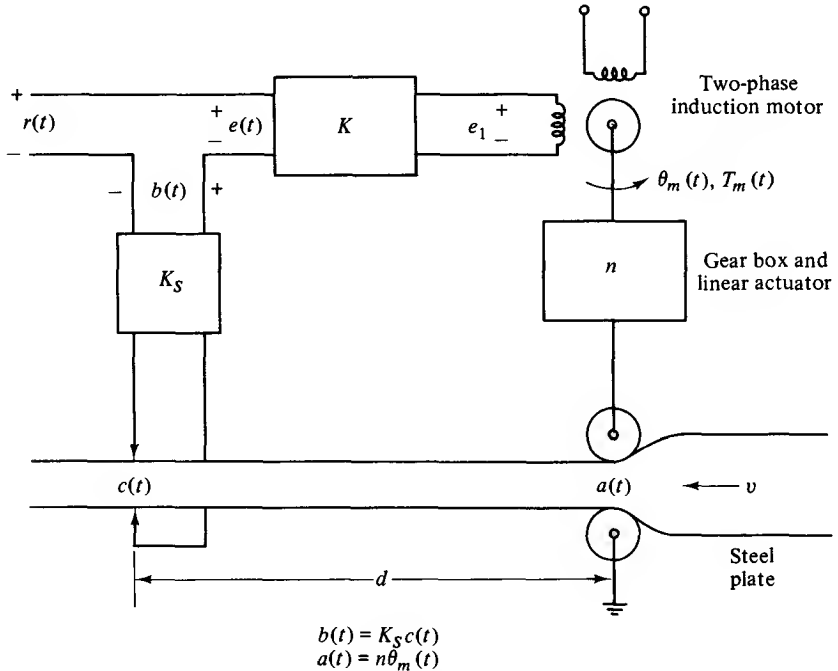 Two-phase
induction motor
+
r(t)
−
+
e(t)
−
K
+
e₁
−
− b(t) +
θₘ(t), Tₘ(t)
Kₛ
n
Gear box and
linear actuator
c(t)
a(t)
v
d
Steel
plate
b(t) = Kₛc(t)
a(t) = nθₘ(t)